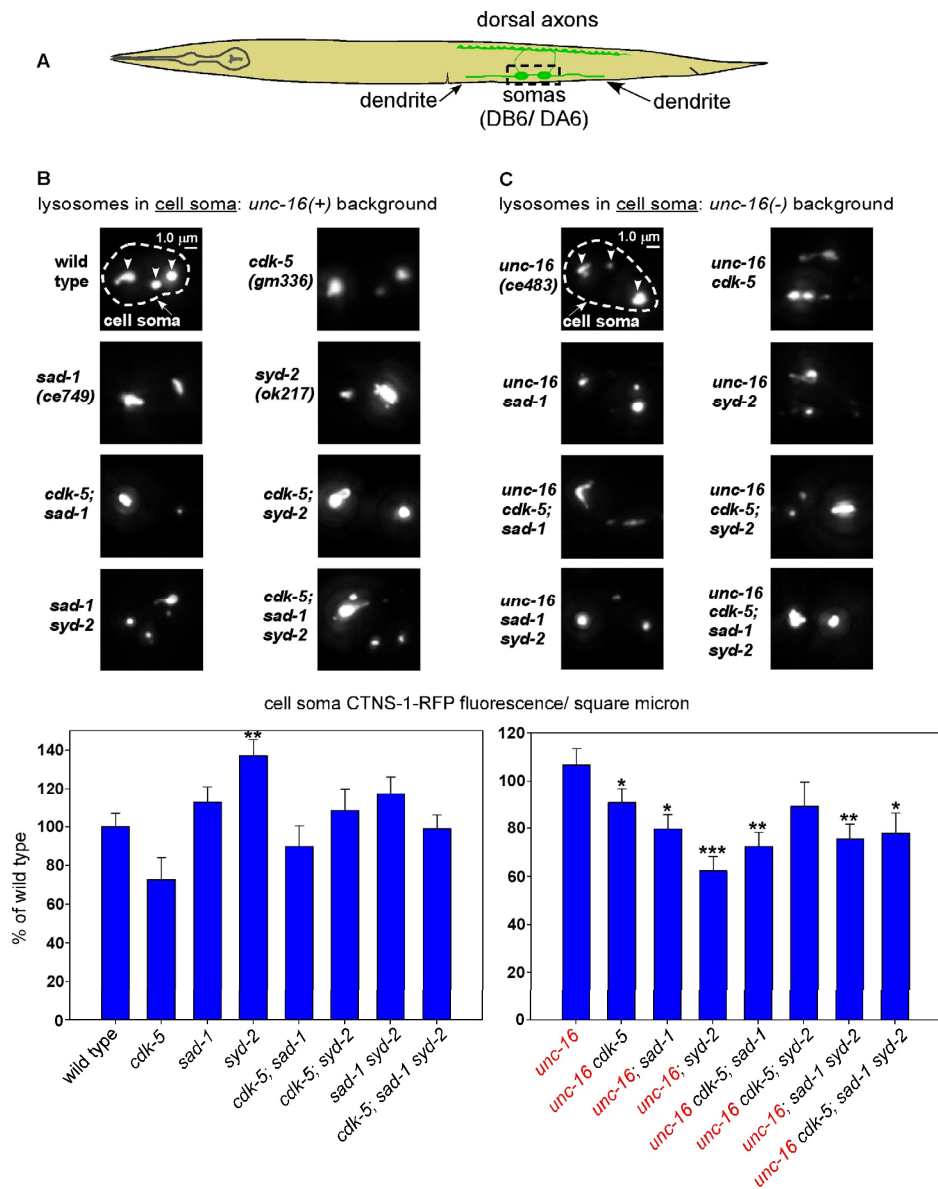 dorsal axons
A
dendrite
somas
(DB6/ DA6)
dendrite
B
lysosomes in cell soma: unc-16(+) background
wild
type
1.0 μm
cell soma
cdk-5
(gm336)
sad-1
(ce749)
syd-2
(ok217)
cdk-5;
sad-1
cdk-5;
syd-2
sad-1
syd-2
cdk-5;
sad-1
syd-2
C
lysosomes in cell soma: unc-16(-) background
unc-16
(ce483)
1.0 μm
cell soma
unc-16
cdk-5
unc-16
sad-1
unc-16
syd-2
unc-16
cdk-5;
sad-1
unc-16
cdk-5;
syd-2
unc-16
sad-1
syd-2
unc-16
cdk-5;
sad-1
syd-2
cell soma CTNS-1-RFP fluorescence/ square micron
% of wild type
140
120
100
80
60
40
20
0
**
wild type
cdk-5
sad-1
syd-2
cdk-5; sad-1
cdk-5; syd-2
sad-1 syd-2
cdk-5; sad-1 syd-2
120
100
80
60
40
20
0
*
*
***
**
**
*
unc-16
unc-16 cdk-5
unc-16; sad-1
unc-16; syd-2
unc-16 cdk-5; sad-1
unc-16 cdk-5; syd-2
unc-16; sad-1 syd-2
unc-16 cdk-5; sad-1 syd-2